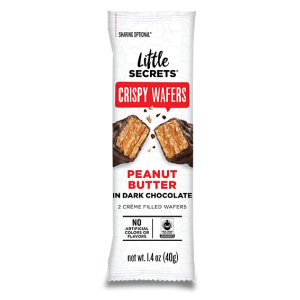 SHARING OPTIONAL™
Little
SECRETS®
CRISPY WAFERS
PEANUT
BUTTER
IN DARK CHOCOLATE
2 CRÈME FILLED WAFERS
NO
ARTIFICIAL
COLORS OR
FLAVORS
net wt. 1.4 oz (40g)